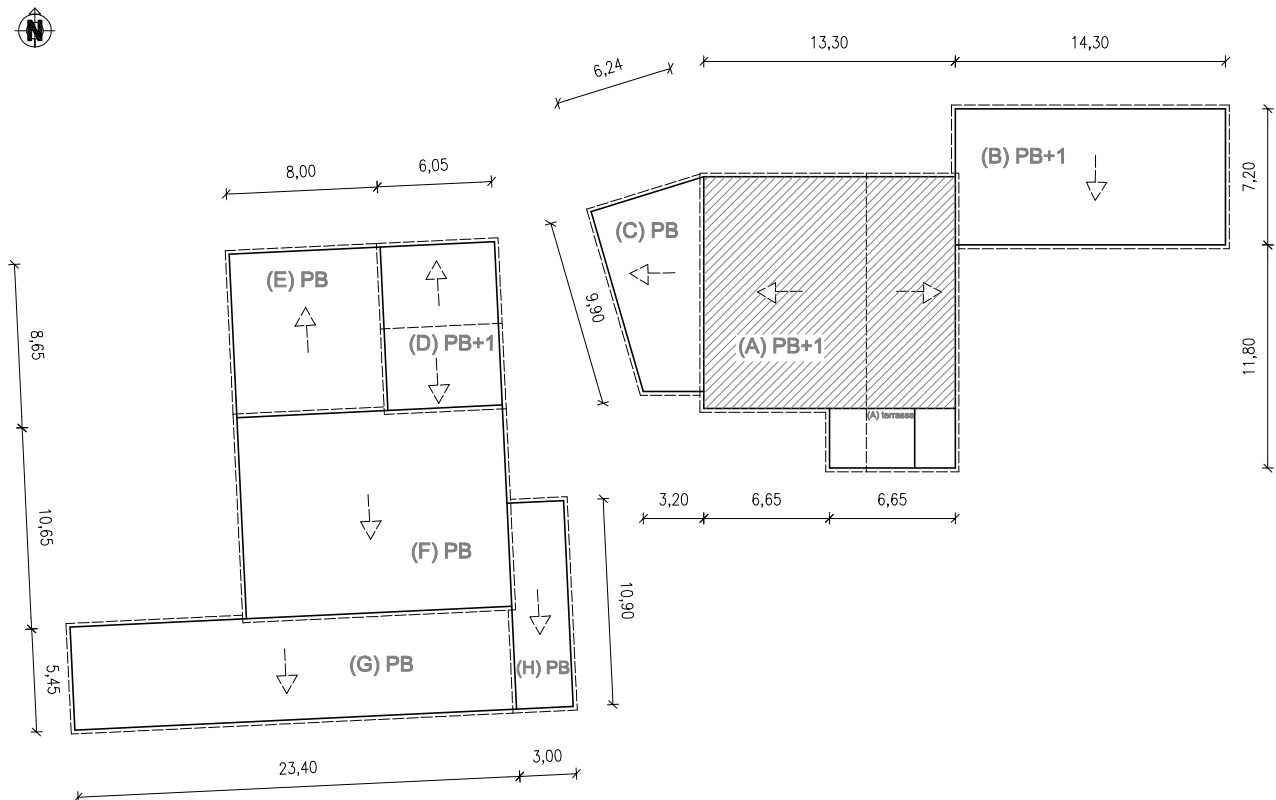 N
13,30
14,30
6,24
(B) PB+1
7,20
8,00
6,05
(C) PB
(E) PB
9,90
8,65
(D) PB+1
(A) PB+1
11,80
(A) terrassa
3,20
6,65
6,65
10,65
(F) PB
10,90
(G) PB
(H) PB
5,45
23,40
3,00